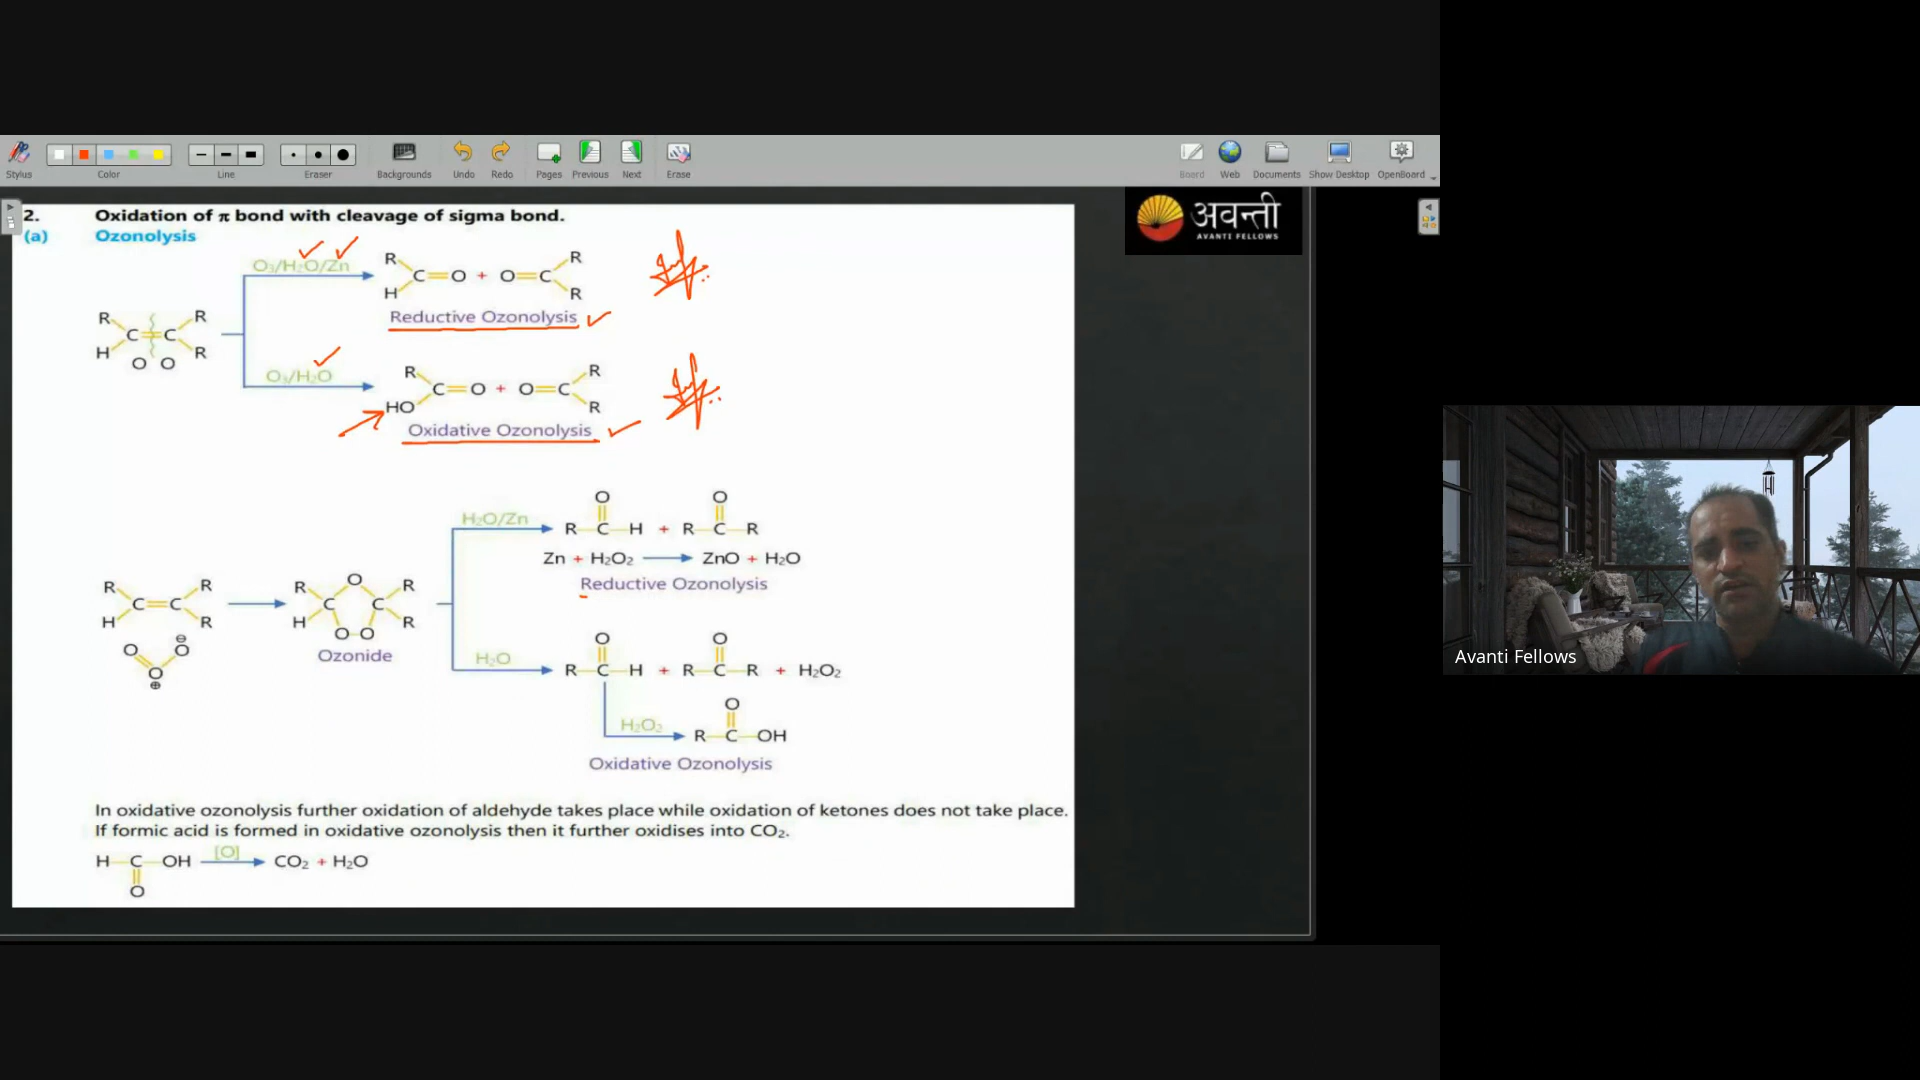 Stylus Color Line Eraser Backgrounds Undo Redo Pages Previous Next Erase Board Web Documents Show Desktop OpenBoard
अवन्ती
AVANTI FELLOWS
2. Oxidation of π bond with cleavage of sigma bond.
(a) Ozonolysis
O₃/H₂O/Zn
R H C O + O C R R
Reductive Ozonolysis
R H C C R R O O
O₃/H₂O
R HO C O + O C R R
Oxidative Ozonolysis
H₂O/Zn
R C O H + R C O R
Zn + H₂O₂ ZnO + H₂O
Reductive Ozonolysis
R H C C R R
O O⊖ O⊕
R H C O C R R O O
Ozonide
H₂O
R C O H + R C O R + H₂O₂
H₂O₂
R C O OH
Oxidative Ozonolysis
In oxidative ozonolysis further oxidation of aldehyde takes place while oxidation of ketones does not take place.
If formic acid is formed in oxidative ozonolysis then it further oxidises into CO₂.
H C O OH [O] CO₂ + H₂O
Avanti Fellows